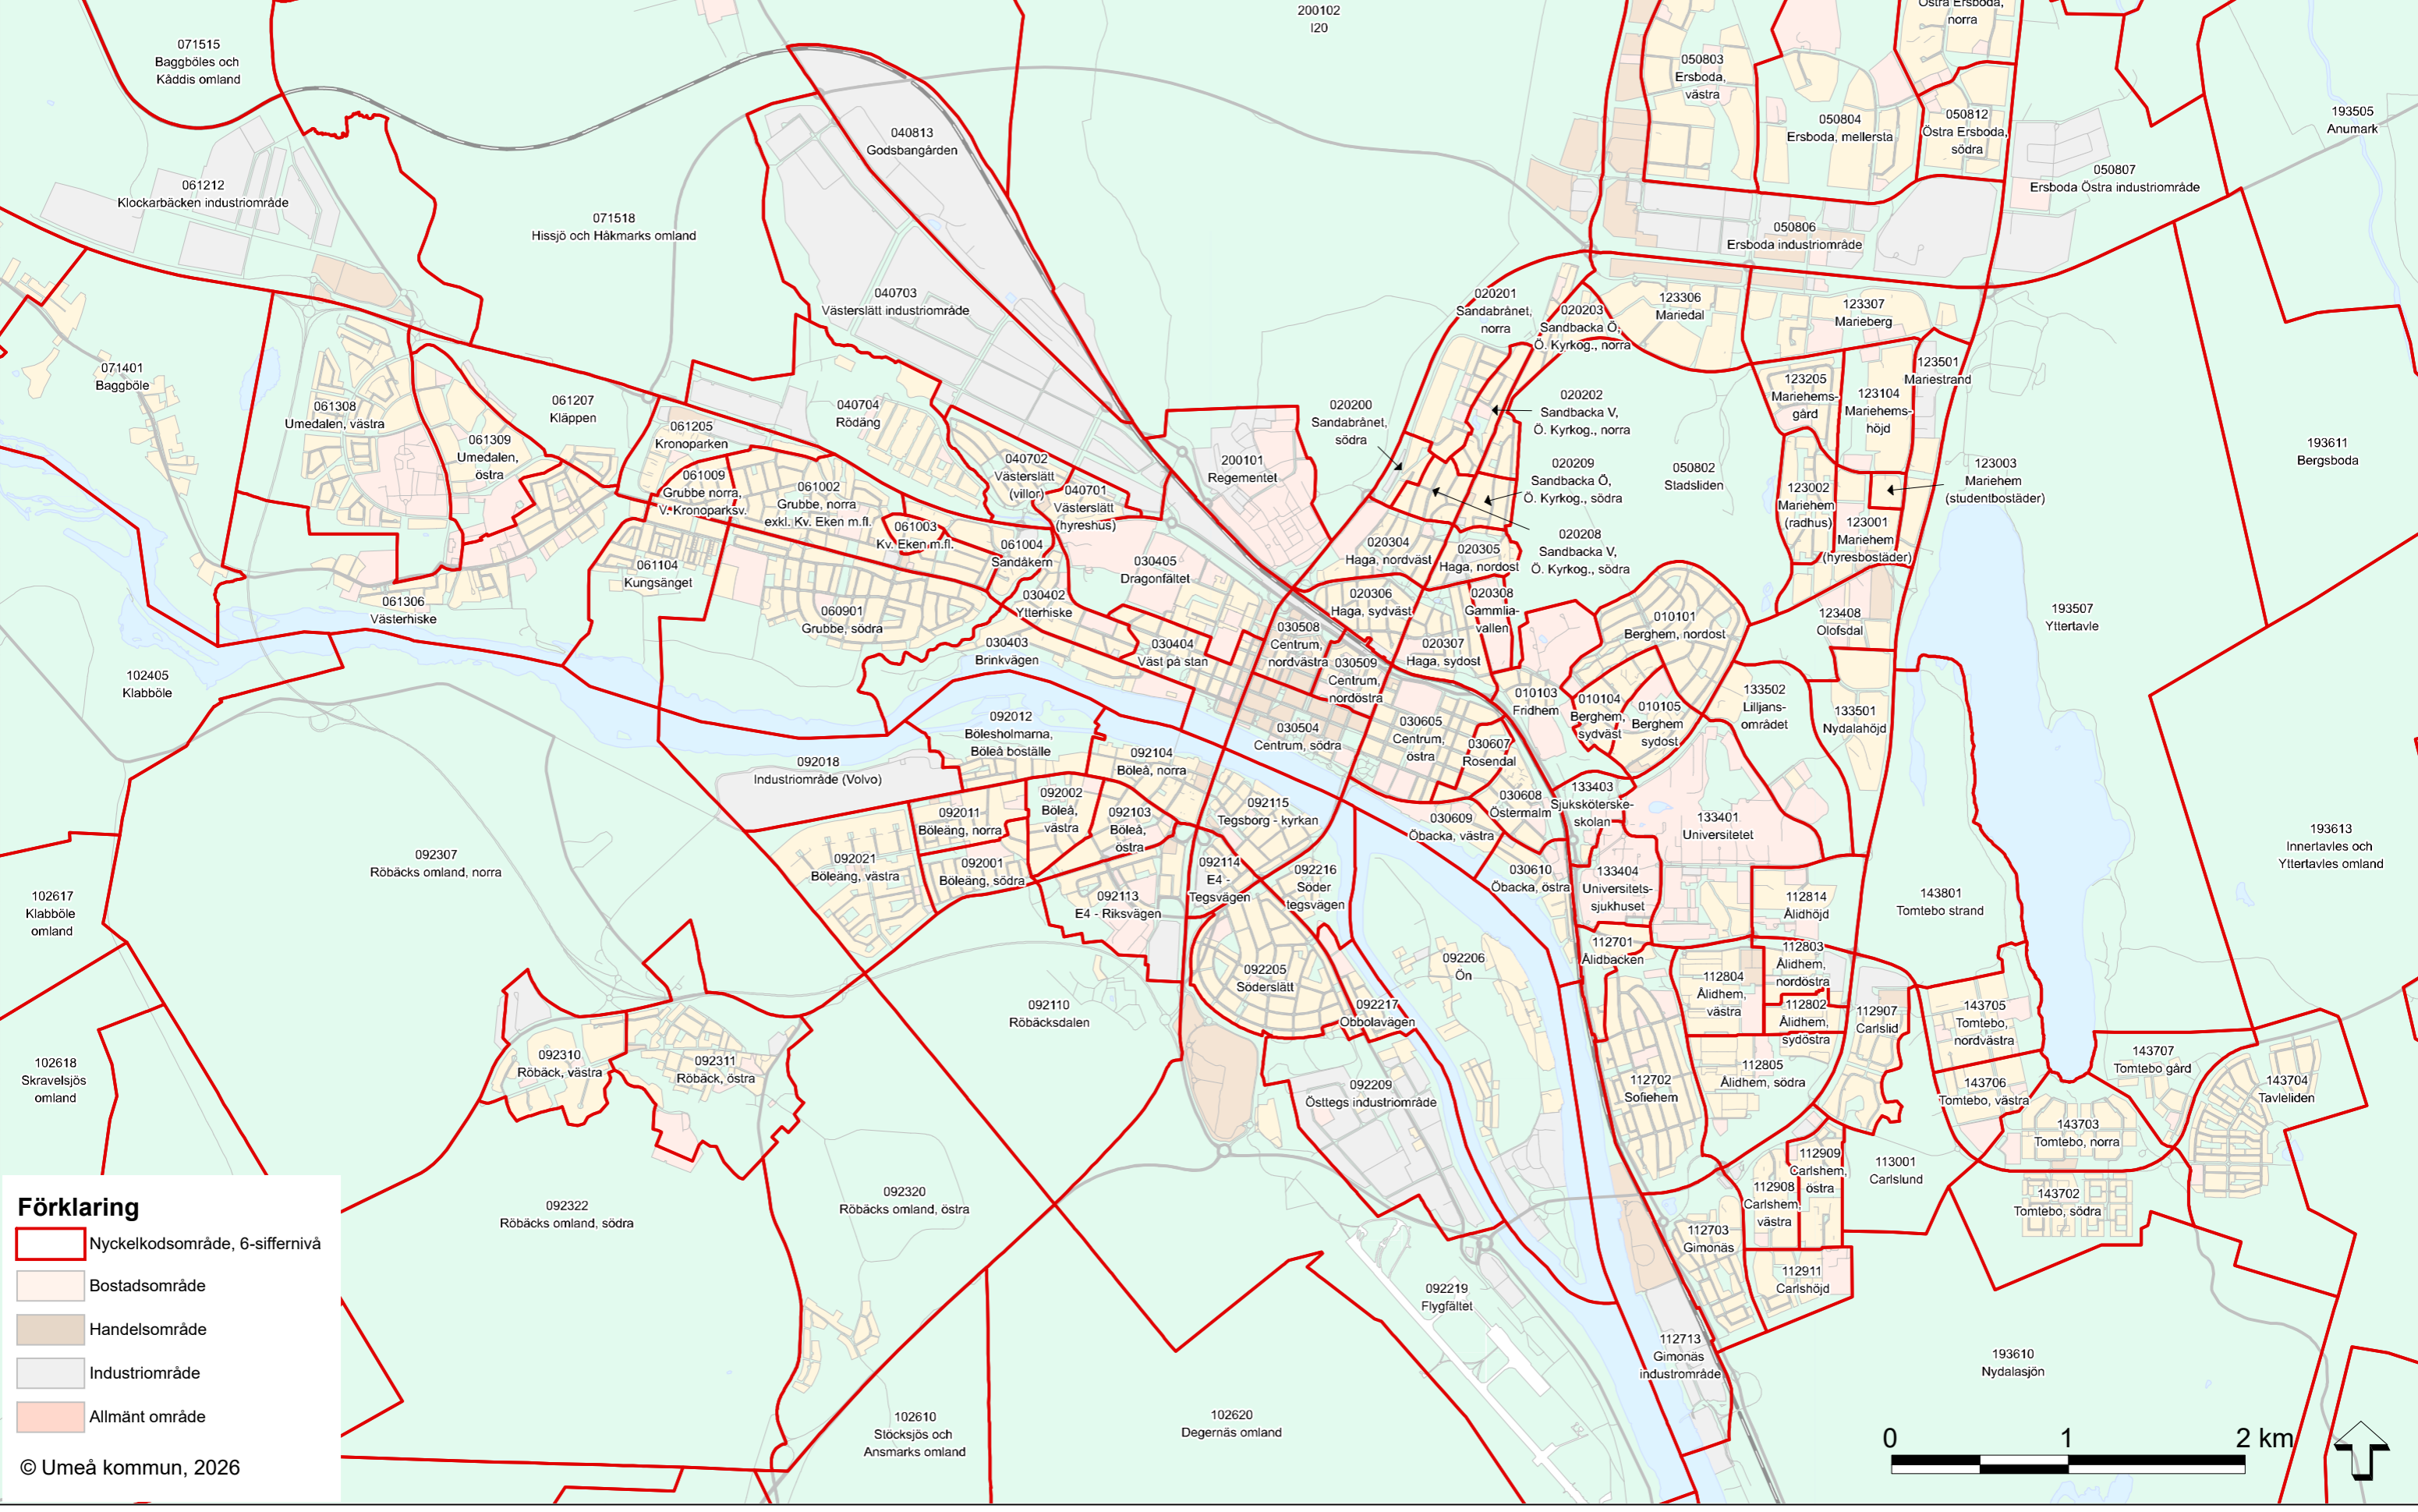 200102
I20
071515
Baggböles och
Kåddis omland
Östra Ersboda,
norra
050803
Ersboda,
västra
050804
Ersboda, mellersta
050812
Östra Ersboda,
södra
193505
Anumark
040813
Godsbangården
061212
Klockarbäcken industriområde
050807
Ersboda Östra industriområde
071518
Hissjö och Håkmarks omland
050806
Ersboda industriområde
040703
Västerslätt industriområde
020201
Sandabrånet,
norra
020203
Sandbacka Ö,
Ö. Kyrkog., norra
123306
Mariedal
123307
Marieberg
071401
Baggböle
123501
Mariestrand
061308
Umedalen, västra
061207
Kläppen
040704
Rödäng
020200
Sandabrånet,
södra
020202
Sandbacka V,
Ö. Kyrkog., norra
123205
Mariehems-
gård
123104
Mariehems-
höjd
061309
Umedalen,
östra
061205
Kronoparken
193611
Bergsboda
040702
Västerslätt
(villor)
200101
Regementet
020209
Sandbacka Ö,
Ö. Kyrkog., södra
050802
Stadsliden
123003
Mariehem
(studentbostäder)
061009
Grubbe norra,
V. Kronoparksv.
061002
Grubbe, norra
exkl. Kv. Eken m.fl.
040701
Västerslätt
(hyreshus)
123002
Mariehem
(radhus)
061003
Kv. Eken m.fl.
123001
Mariehem
(hyresbostäder)
061004
Sandåkern
020304
Haga, nordväst
020305
Haga, nordost
020208
Sandbacka V,
Ö. Kyrkog., södra
061104
Kungsänget
030405
Dragonfältet
061306
Västerhiske
060901
Grubbe, södra
030402
Ytterhiske
020306
Haga, sydväst
020308
Gammlia-
vallen
010101
Berghem, nordost
123408
Olofsdal
193507
Yttertavle
030403
Brinkvägen
030404
Väst på stan
030508
Centrum,
nordvästra
020307
Haga, sydost
030509
Centrum,
nordöstra
102405
Klabböle
010103
Fridhem
010104
Berghem,
sydväst
010105
Berghem
sydost
133502
Lilljans-
området
133501
Nydalahöjd
092012
Bölesholmarna,
Böleå boställe
030504
Centrum, södra
030605
Centrum,
östra
030607
Rosendal
092018
Industriområde (Volvo)
092104
Böleå, norra
092011
Böleäng, norra
092002
Böleå,
västra
092103
Böleå,
östra
092115
Tegsborg - kyrkan
030609
Öbacka, västra
030608
Östermalm
133403
Sjuksköterske-
skolan
133401
Universitetet
092307
Röbäcks omland, norra
092021
Böleäng, västra
092001
Böleäng, södra
193613
Innertavles och
Yttertavles omland
092114
E4 -
Tegsvägen
092216
Söder
tegsvägen
030610
Öbacka, östra
133404
Universitets-
sjukhuset
102617
Klabböle
omland
092113
E4 - Riksvägen
112814
Ålidhöjd
143801
Tomtebo strand
112701
Ålidbacken
112803
Ålidhem,
nordöstra
092205
Söderslätt
092206
Ön
112804
Ålidhem,
västra
092110
Röbäcksdalen
092217
Obbolavägen
112802
Ålidhem,
sydöstra
112907
Carlslid
143705
Tomtebo,
nordvästra
102618
Skravelsjös
omland
092310
Röbäck, västra
092311
Röbäck, östra
112805
Ålidhem, södra
143707
Tomtebo gård
092209
Östtegs industriområde
112702
Sofiehem
143706
Tomtebo, västra
143704
Tavleliden
143703
Tomtebo, norra
112909
Carlshem,
östra
113001
Carlslund
112908
Carlshem,
västra
143702
Tomtebo, södra
092322
Röbäcks omland, södra
092320
Röbäcks omland, östra
112703
Gimonäs
112911
Carlshöjd
092219
Flygfältet
112713
Gimonäs
industrområde
193610
Nydalasjön
102610
Stöcksjös och
Ansmarks omland
102620
Degernäs omland
Förklaring
Nyckelkodsområde, 6-siffernivå
Bostadsområde
Handelsområde
Industriområde
Allmänt område
© Umeå kommun, 2026
0 1 2 km